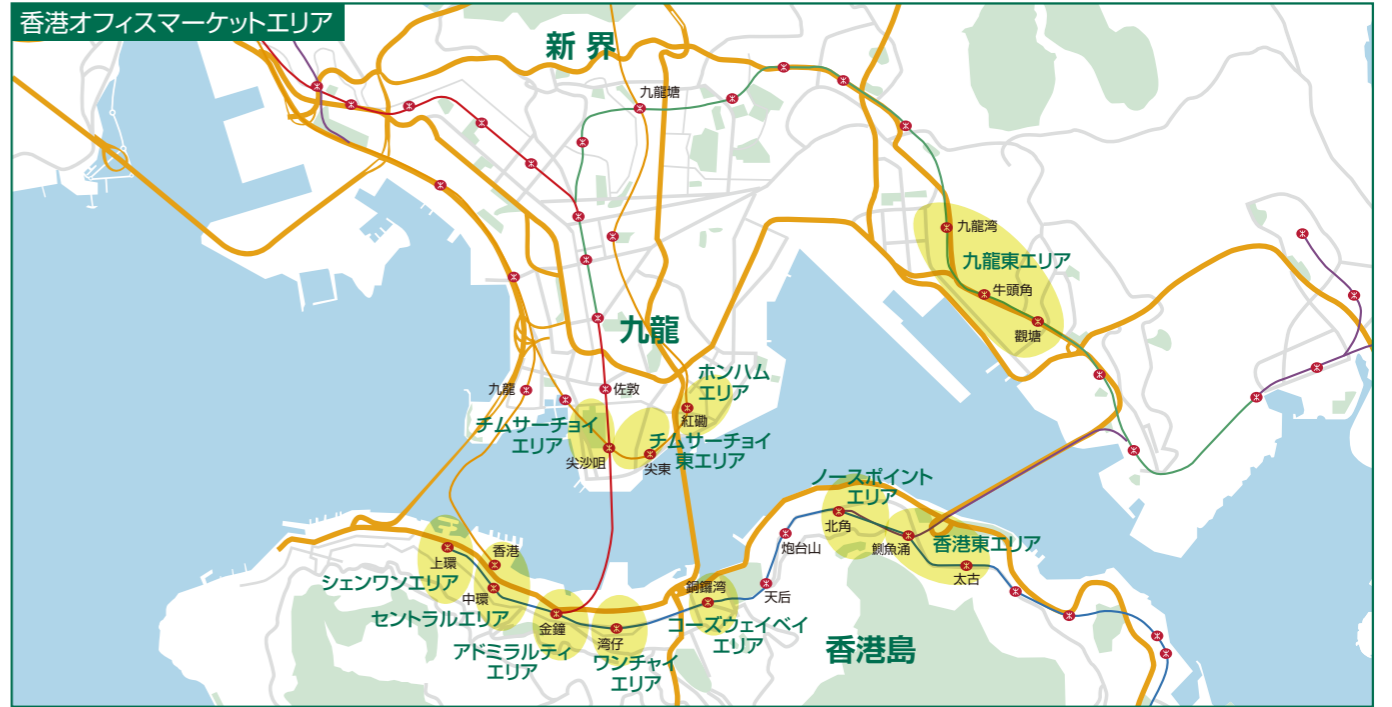 香港オフィスマーケットエリア
新 界
九龍塘
九龍湾
九龍東エリア
牛頭角
觀塘
九龍
ホンハム
エリア
九龍
佐敦
紅磡
チムサーチョイ
エリア
尖沙咀
チムサーチョイ
東エリア
尖東
ノースポイント
エリア
北角
炮台山
鰂魚涌
香港東エリア
太古
上環
香港
シェンワンエリア
中環
セントラルエリア
金鐘
アドミラルティ
エリア
湾仔
ワンチャイ
エリア
銅鑼湾
天后
コーズウェイベイ
エリア
香港島